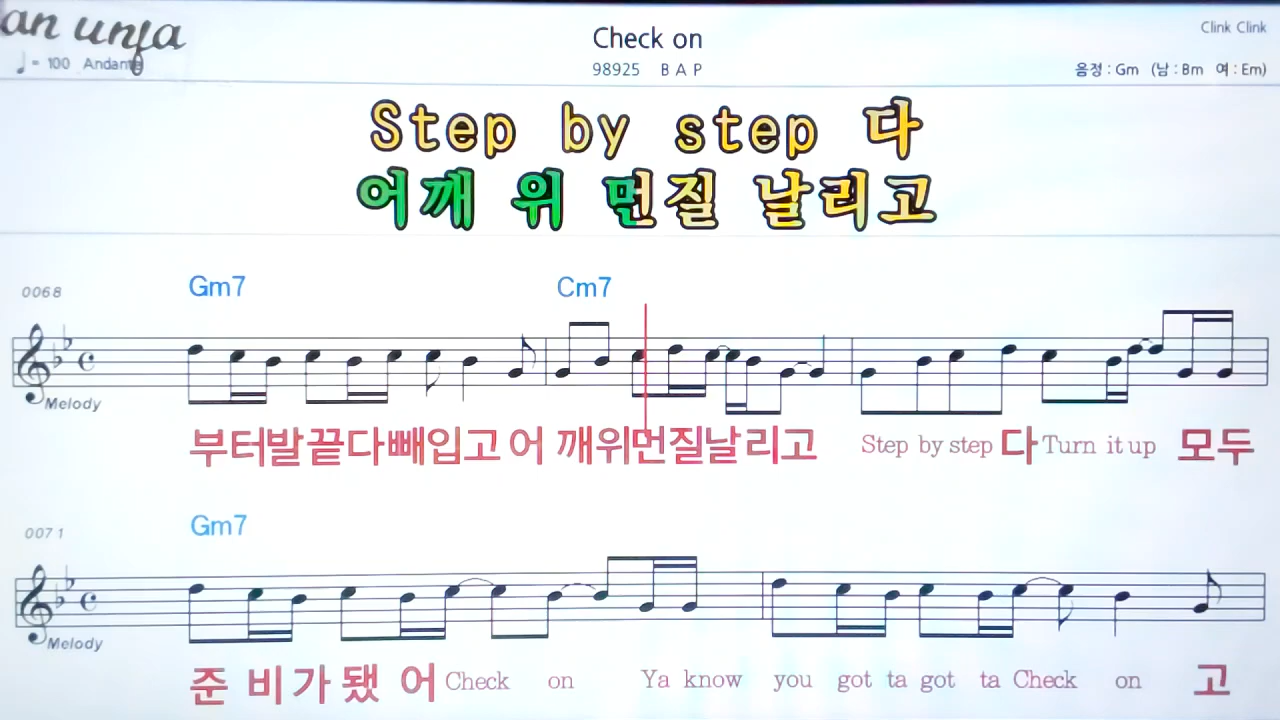 an unja
Clink Clink
Check on
♩= 100 Andante
98925 B A P
음정 : Gm (남 : Bm 여 : Em)
Step by step 다
어깨 위 먼질 날리고
0068
Gm7 Cm7
Melody
부터발끝다빼입고 어 깨위먼질날리고 Step by step 다 Turn it up 모두
0071
Gm7
Melody
준 비 가 됐 어 Check on Ya know you got ta got ta Check on 고